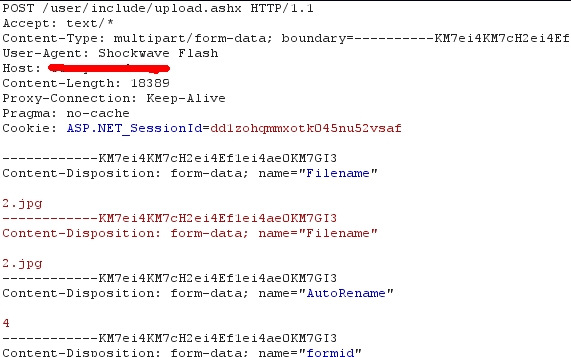 POST /user/include/upload.ashx HTTP/1.1
Accept: text/*
Content-Type: multipart/form-data; boundary=----------KM7ei4KM7cH2ei4Ef
User-Agent: Shockwave Flash
Host:
Content-Length: 18389
Proxy-Connection: Keep-Alive
Pragma: no-cache
Cookie: ASP.NET_SessionId=dd1zohqmmxotk045nu52vsaf
------------KM7ei4KM7cH2ei4Ef1ei4ae0KM7GI3
Content-Disposition: form-data; name="Filename"
2.jpg
------------KM7ei4KM7cH2ei4Ef1ei4ae0KM7GI3
Content-Disposition: form-data; name="Filename"
2.jpg
------------KM7ei4KM7cH2ei4Ef1ei4ae0KM7GI3
Content-Disposition: form-data; name="AutoRename"
4
------------KM7ei4KM7cH2ei4Ef1ei4ae0KM7GI3
Content-Disposition: form-data; name="formid"